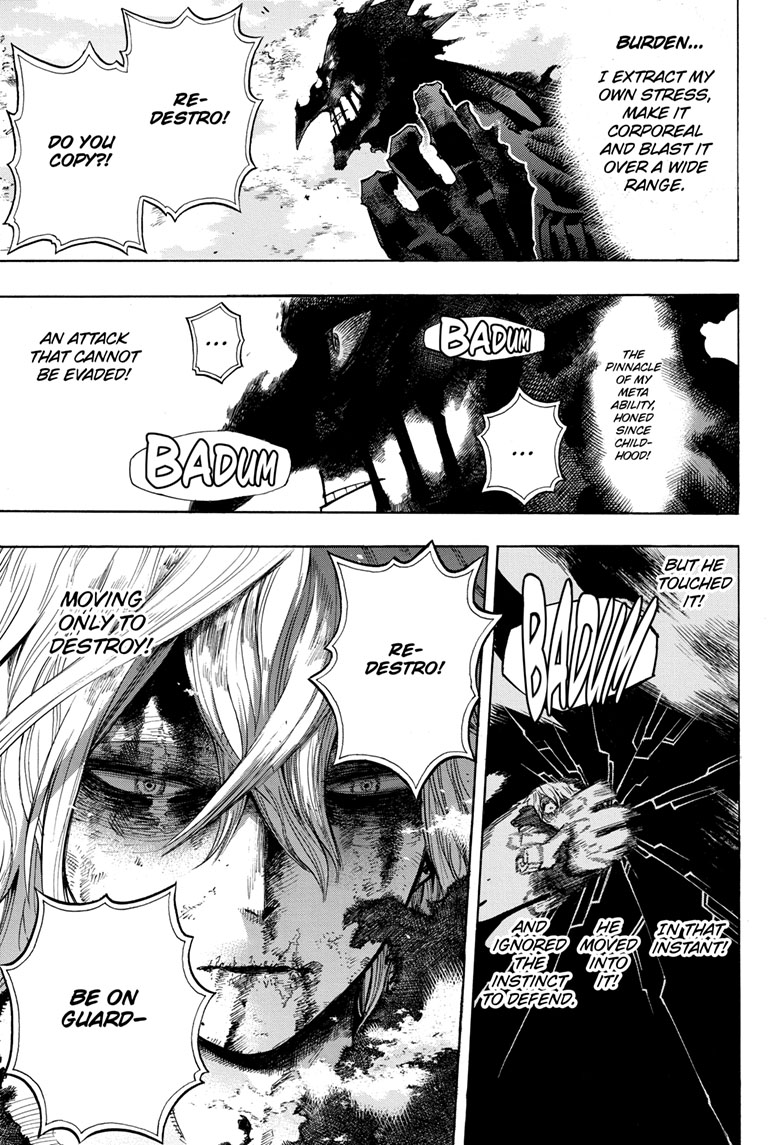 BURDEN...
I EXTRACT MY
OWN STRESS,
MAKE IT
CORPOREAL
AND BLAST IT
OVER A WIDE
RANGE.
RE-
DESTRO!
DO YOU
COPY?!
THE
PINNACLE
OF MY
META
ABILITY,
HONED
SINCE
CHILD-
HOOD!
BADUM
...
...
BADUM
AN ATTACK
THAT CANNOT
BE EVADED!
BUT HE
TOUCHED
IT!
BADUM
IN THAT
INSTANT!
HE
MOVED
INTO
IT!
AND
IGNORED
THE
INSTINCT
TO DEFEND.
RE-
DESTRO!
MOVING
ONLY TO
DESTROY!
BE ON
GUARD–